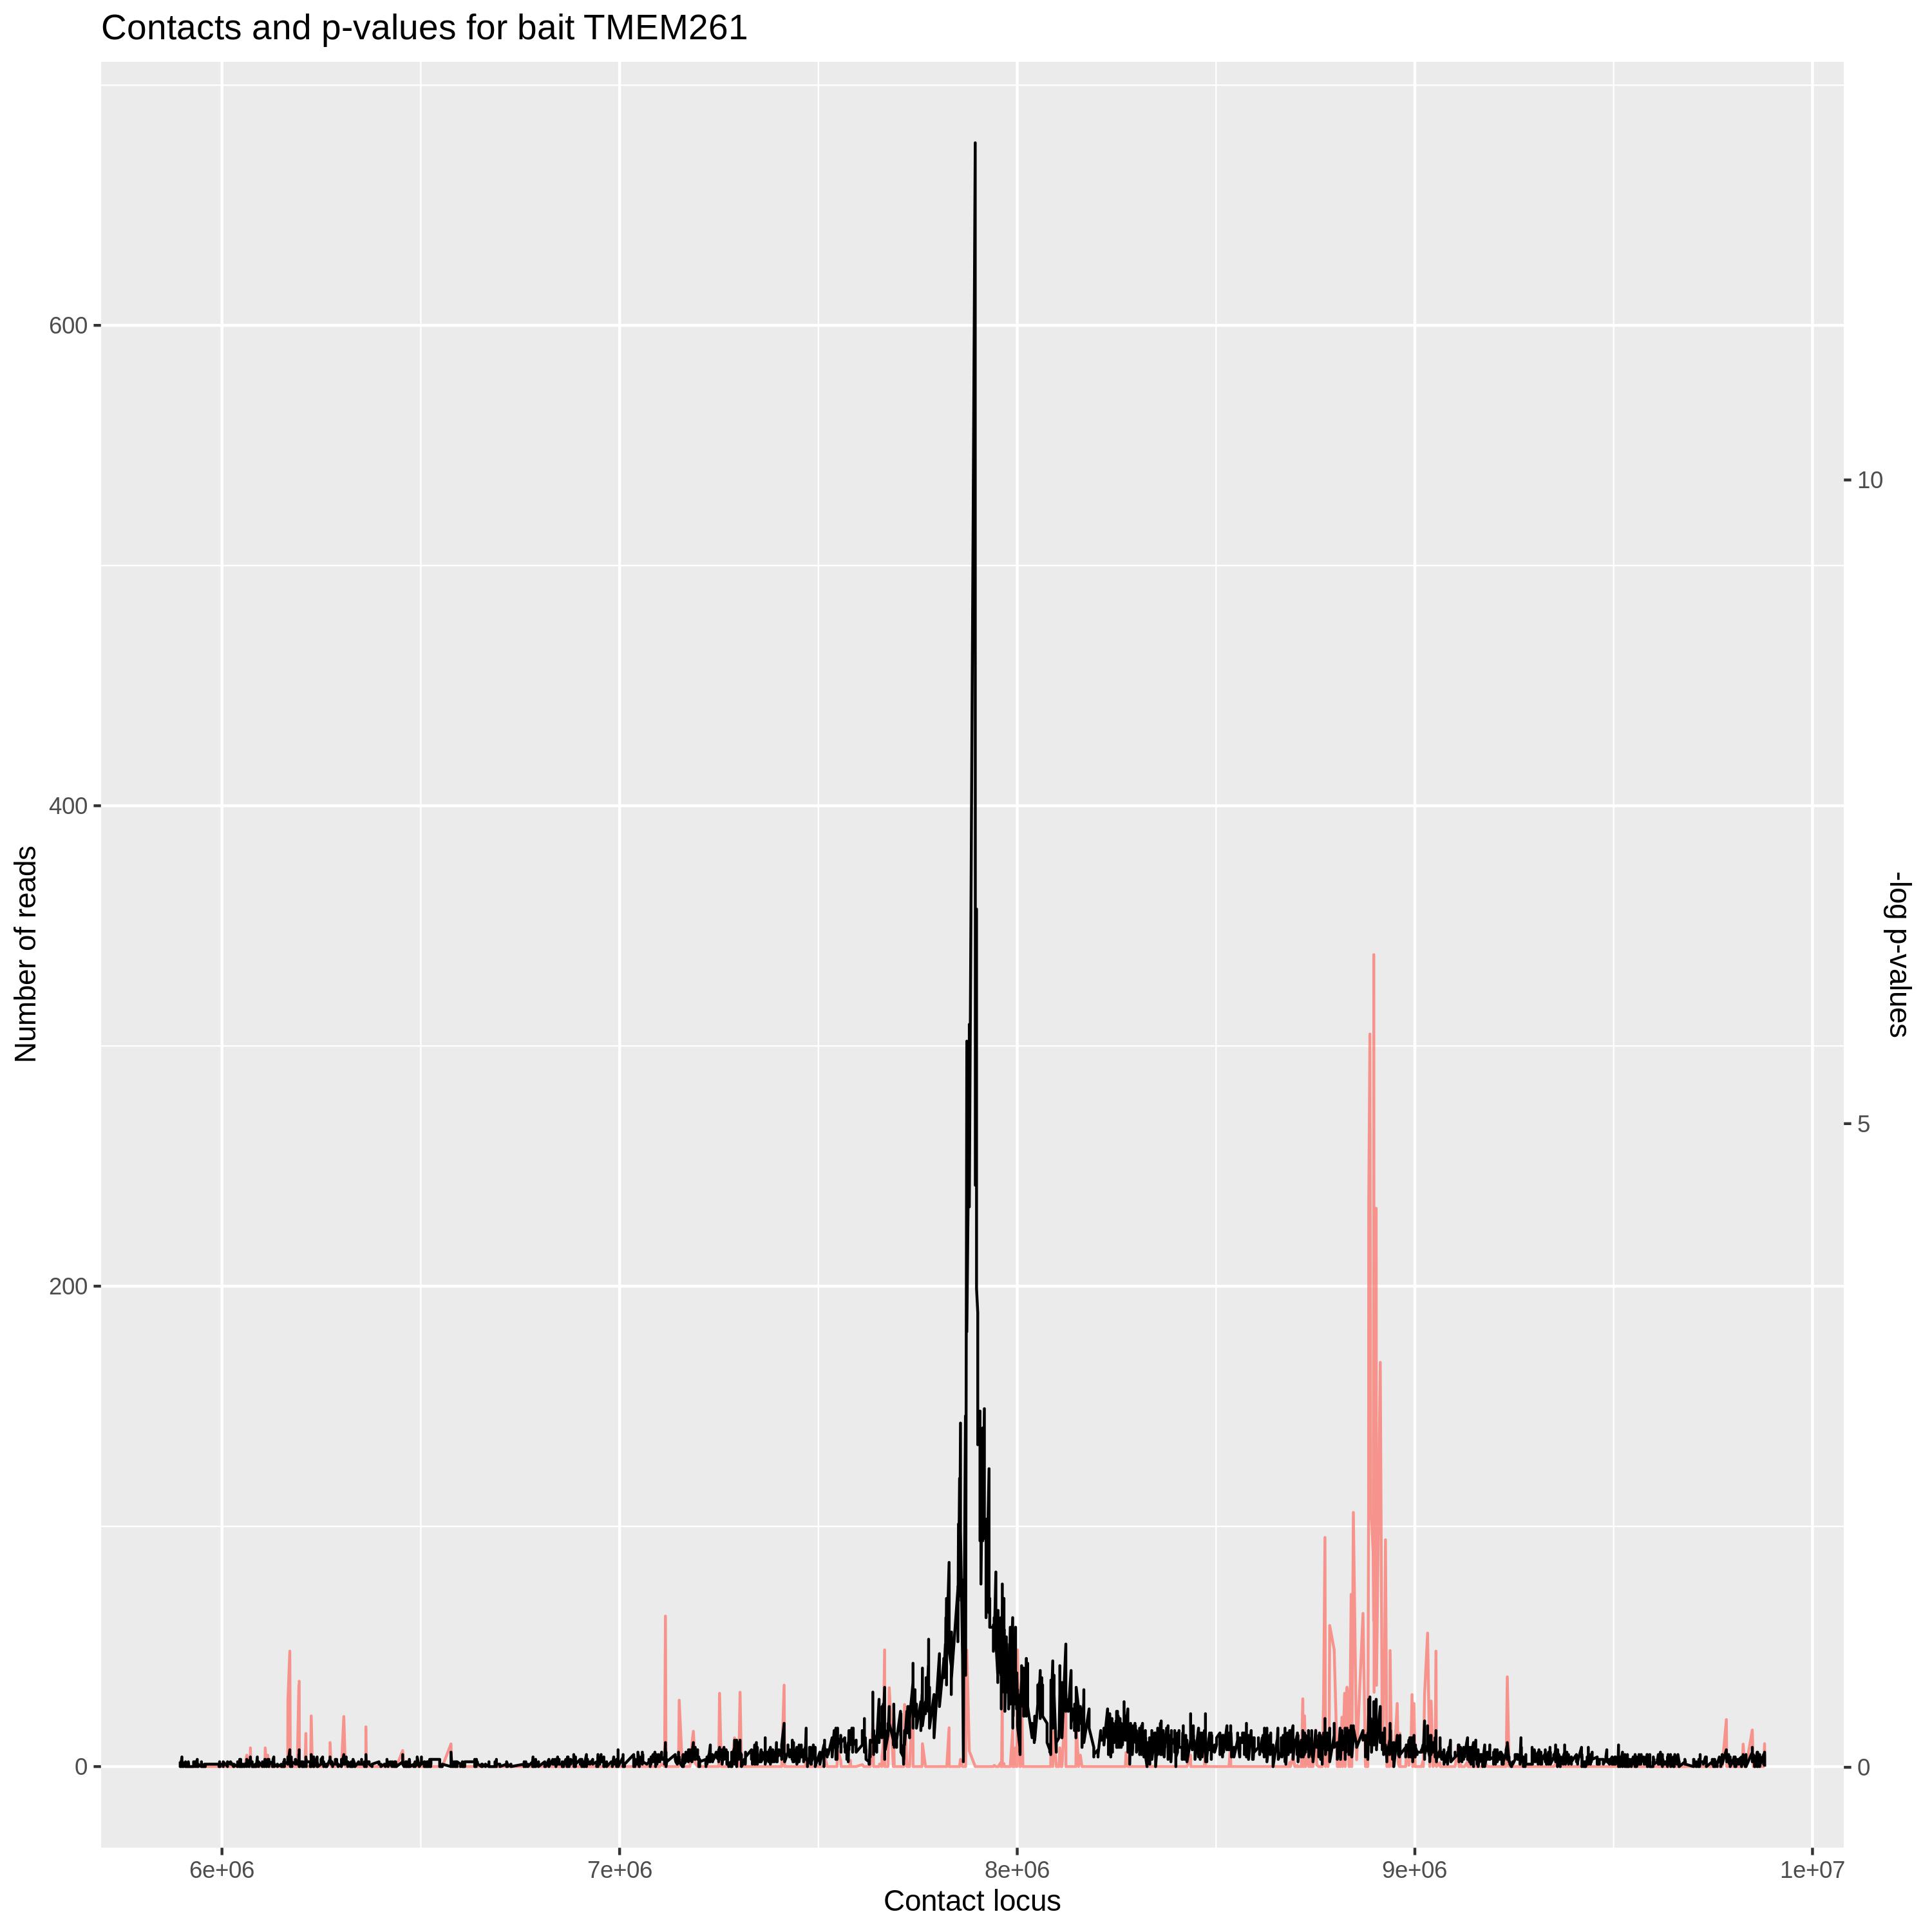 Contacts and p-values for bait TMEM261
600
400
200
0
10
5
0
Number of reads
-log p-values
6e+06
7e+06
8e+06
9e+06
1e+07
Contact locus